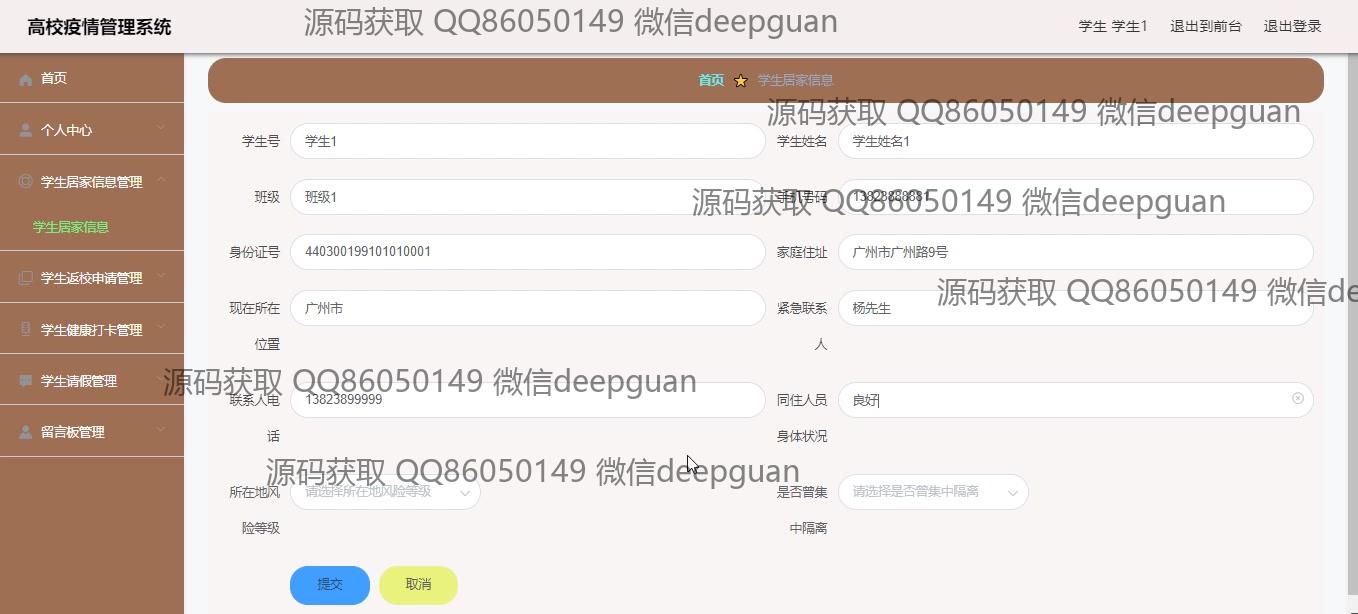 高校疫情管理系统
源码获取 QQ86050149 微信deepguan
学生 学生1 退出到前台 退出登录
首页
个人中心
学生居家信息管理
学生居家信息
学生返校申请管理
学生健康打卡管理
学生请假管理
留言板管理
首页 学生居家信息
源码获取 QQ86050149 微信deepguan
学生号 学生1 学生姓名 学生姓名1
班级 班级1 手机号码 13823888881
源码获取 QQ86050149 微信deepguan
身份证号 440300199101010001 家庭住址 广州市广州路9号
源码获取 QQ86050149 微信de
现在所在位置 广州市 紧急联系人 杨先生
源码获取 QQ86050149 微信deepguan
联系人电话 13823899999 同住人员身体状况 良好
源码获取 QQ86050149 微信deepguan
所在地风险等级 请选择所在地风险等级 是否曾集中隔离 请选择是否曾集中隔离
提交 取消